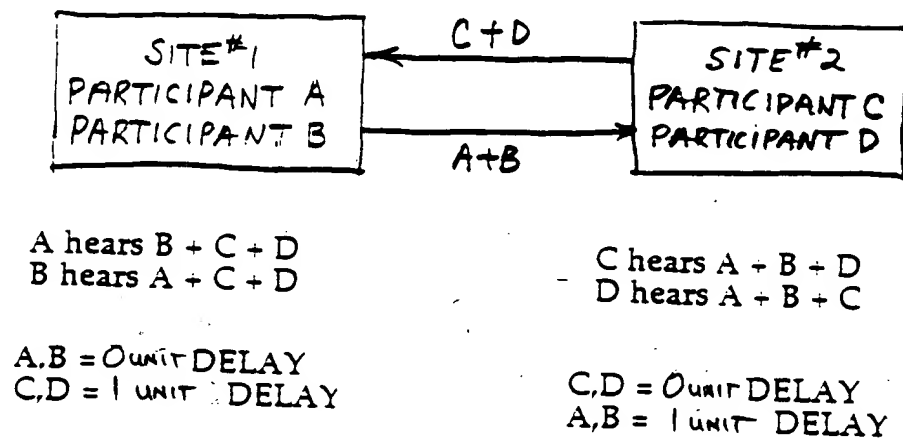 SITE #1
PARTICIPANT A
PARTICIPANT B
C+D
A+B
SITE #2
PARTICIPANT C
PARTICIPANT D
A hears B + C + D
B hears A + C + D
A,B = 0 UNIT DELAY
C,D = 1 UNIT DELAY
C hears A + B + D
D hears A + B + C
C,D = 0 UNIT DELAY
A,B = 1 UNIT DELAY